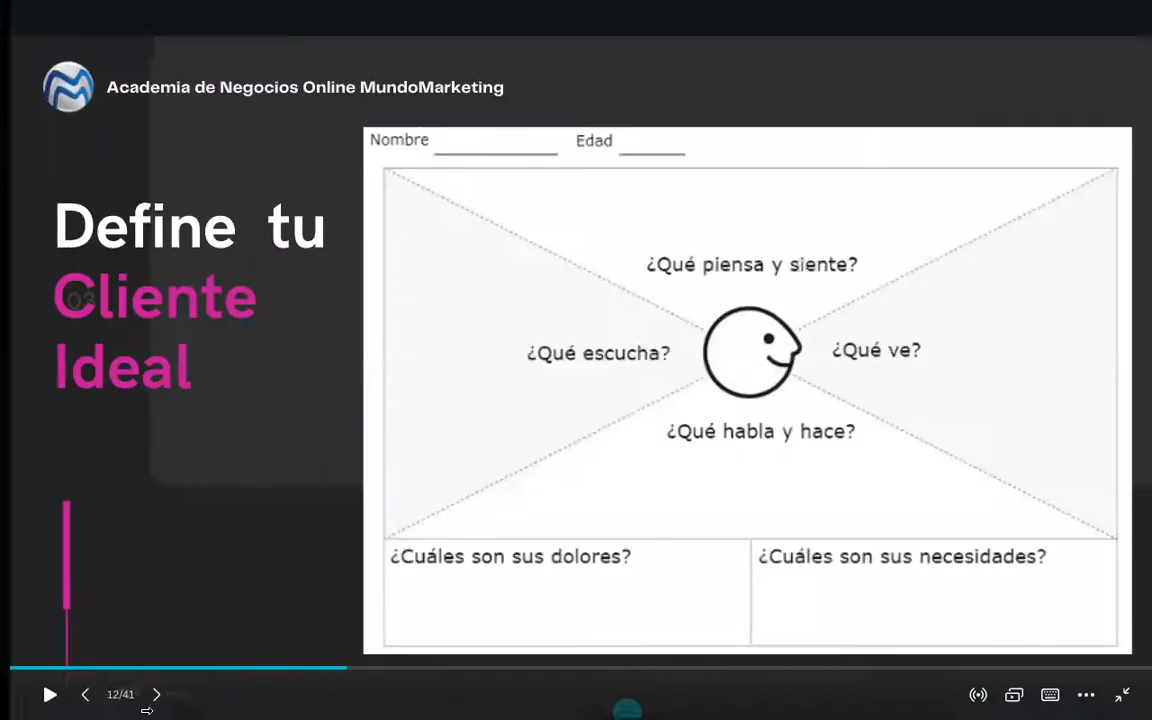 Academia de Negocios Online MundoMarketing
Nombre
Edad
Define tu
Cliente
Ideal
03
¿Qué piensa y siente?
¿Qué escucha?
¿Qué ve?
¿Qué habla y hace?
¿Cuáles son sus dolores?
¿Cuáles son sus necesidades?
12/41